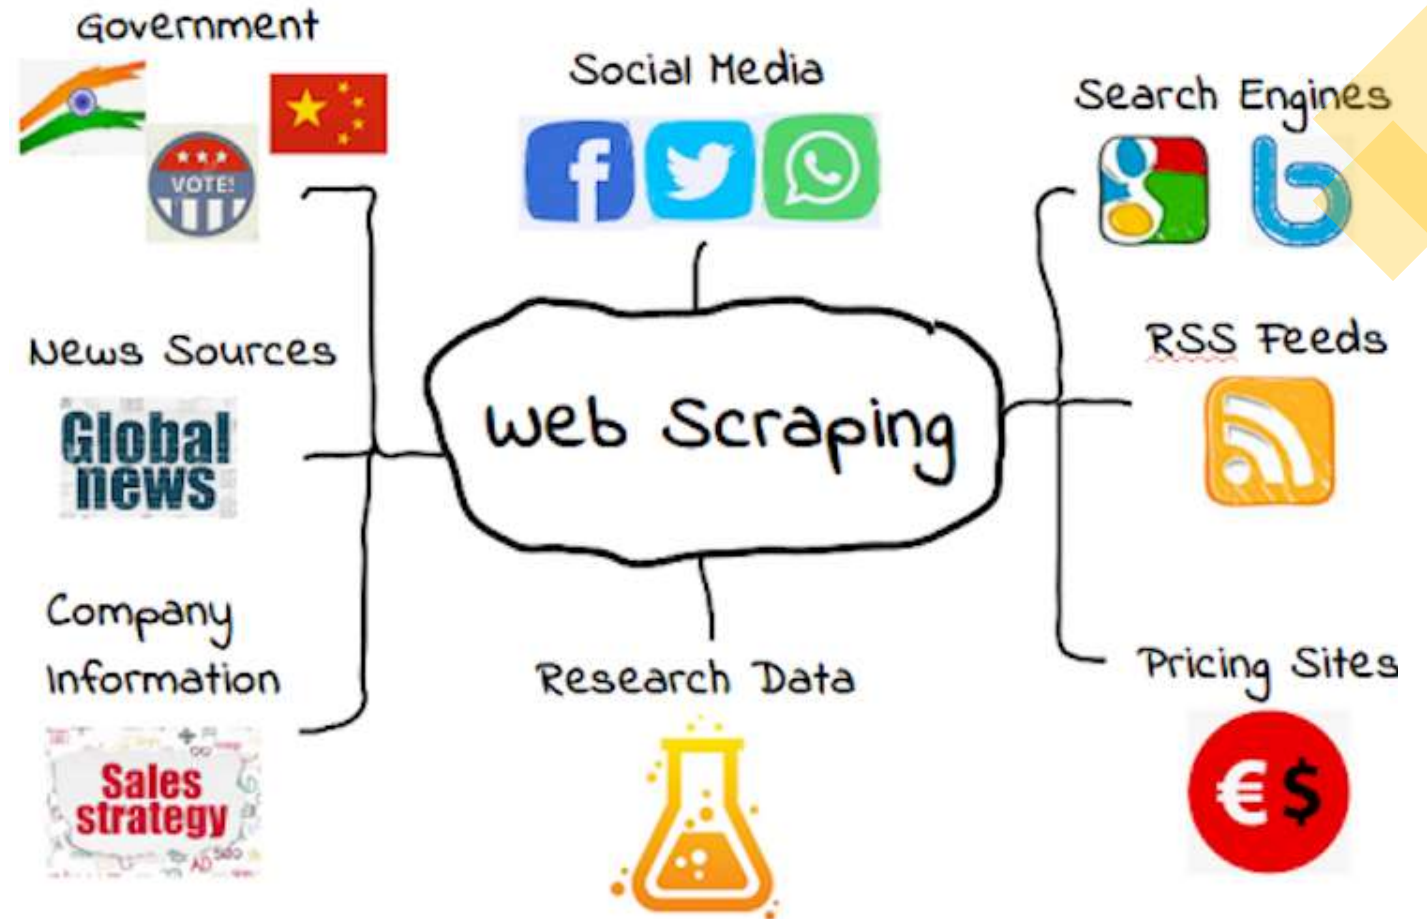 Government
VOTE!
Social Media
Search Engines
News Sources
Global
news
Web Scraping
RSS Feeds
Company
Information
Sales
strategy
Research Data
Pricing Sites
€$